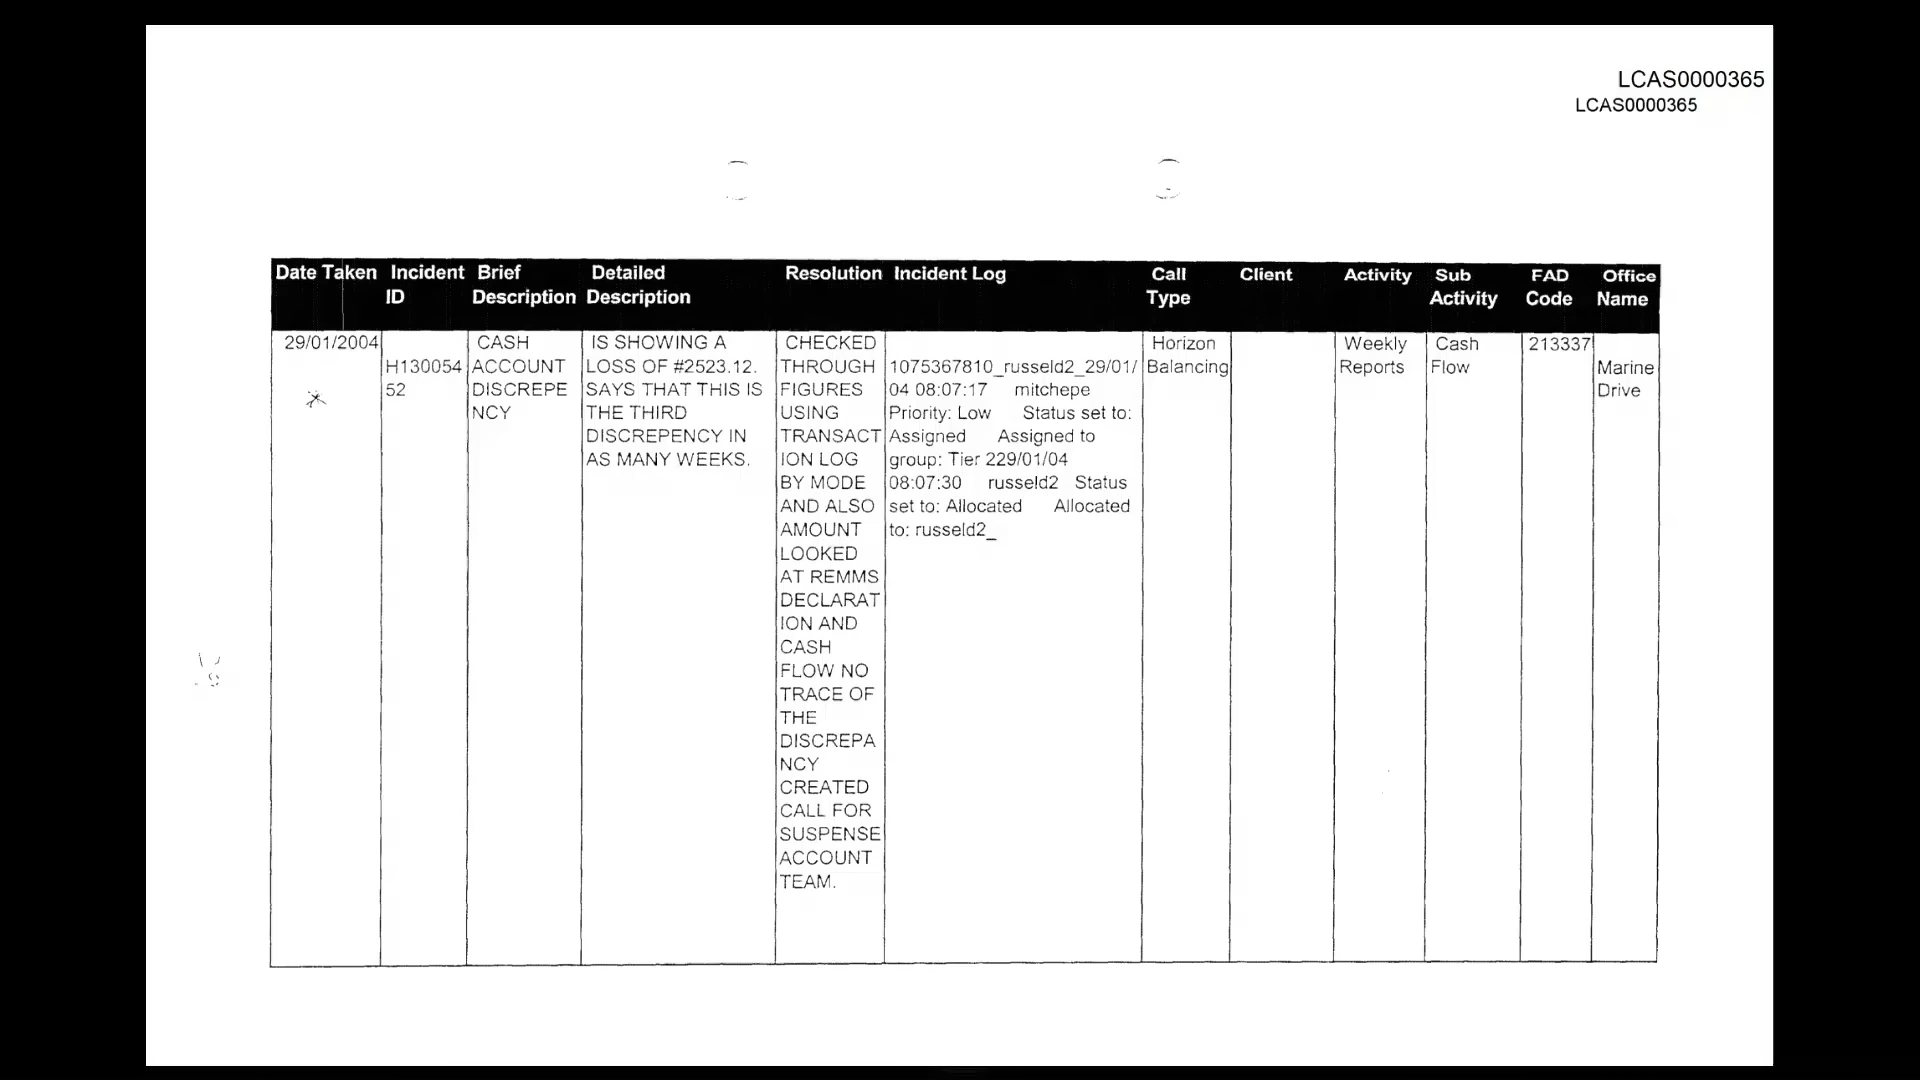 LCAS0000365
LCAS0000365
Date Taken Incident ID Brief Description Detailed Description Resolution Incident Log Call Type Client Activity Sub Activity FAD Code Office Name
29/01/2004
H130054
52
CASH
ACCOUNT
DISCREPE
NCY
IS SHOWING A
LOSS OF #2523.12.
SAYS THAT THIS IS
THE THIRD
DISCREPENCY IN
AS MANY WEEKS.
CHECKED
THROUGH
FIGURES
USING
TRANSACT
ION LOG
BY MODE
AND ALSO
AMOUNT
LOOKED
AT REMMS
DECLARAT
ION AND
CASH
FLOW NO
TRACE OF
THE
DISCREPA
NCY
CREATED
CALL FOR
SUSPENSE
ACCOUNT
TEAM.
1075367810_russeld2_29/01/
04 08:07:17 mitchepe
Priority: Low Status set to:
Assigned Assigned to
group: Tier 229/01/04
08:07:30 russeld2 Status
set to: Allocated Allocated
to: russeld2_
Horizon
Balancing
Weekly
Reports
Cash
Flow
213337
Marine
Drive